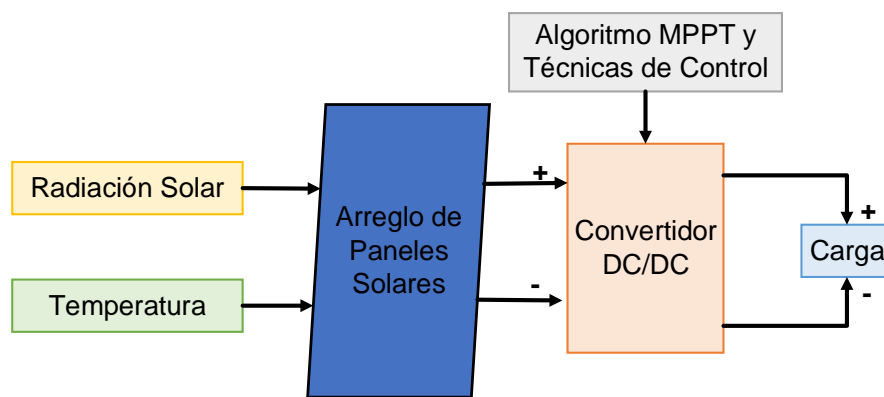 Algoritmo MPPT y
Técnicas de Control
Radiación Solar
Temperatura
Arreglo de
Paneles
Solares
+
-
Convertidor
DC/DC
+
Carga
-